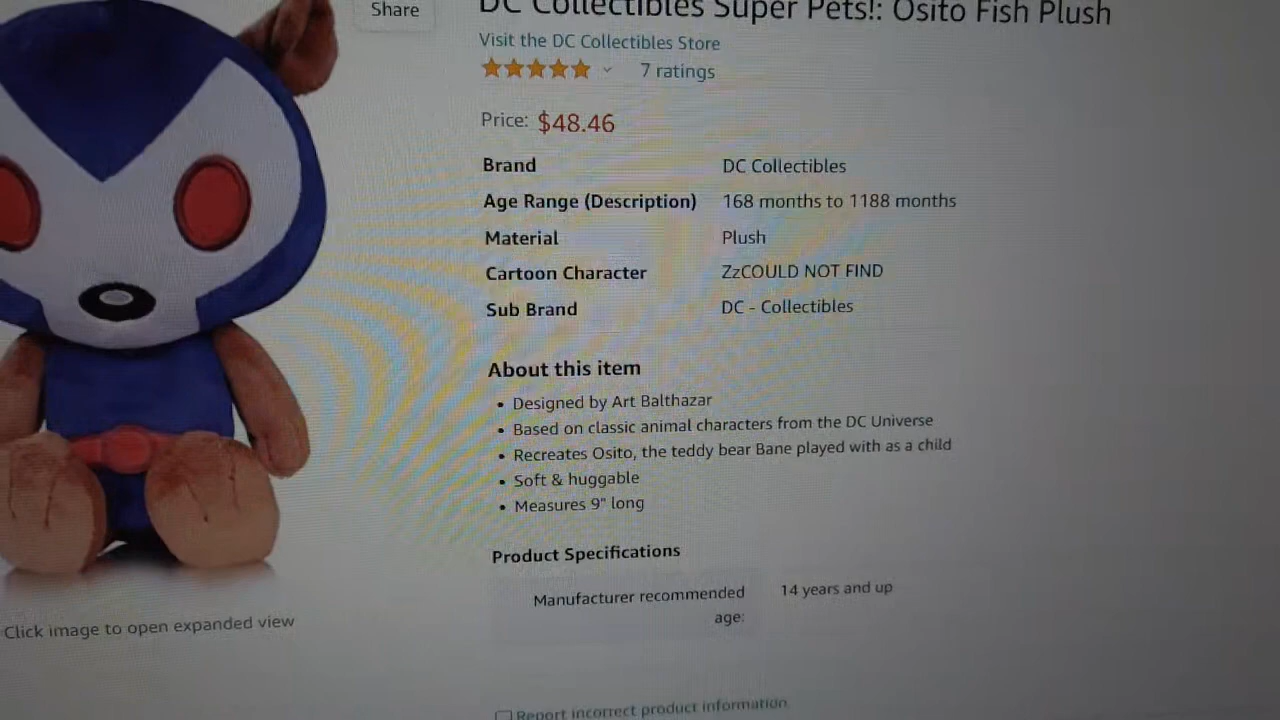 Share
DC Collectibles Super Pets!: Osito Fish Plush
Visit the DC Collectibles Store
7 ratings
Price: $48.46
Brand DC Collectibles
Age Range (Description) 168 months to 1188 months
Material Plush
Cartoon Character ZzCOULD NOT FIND
Sub Brand DC - Collectibles
About this item
• Designed by Art Balthazar
• Based on classic animal characters from the DC Universe
• Recreates Osito, the teddy bear Bane played with as a child
• Soft & huggable
• Measures 9" long
Click image to open expanded view
Product Specifications
Manufacturer recommended 14 years and up
age:
Report incorrect product information